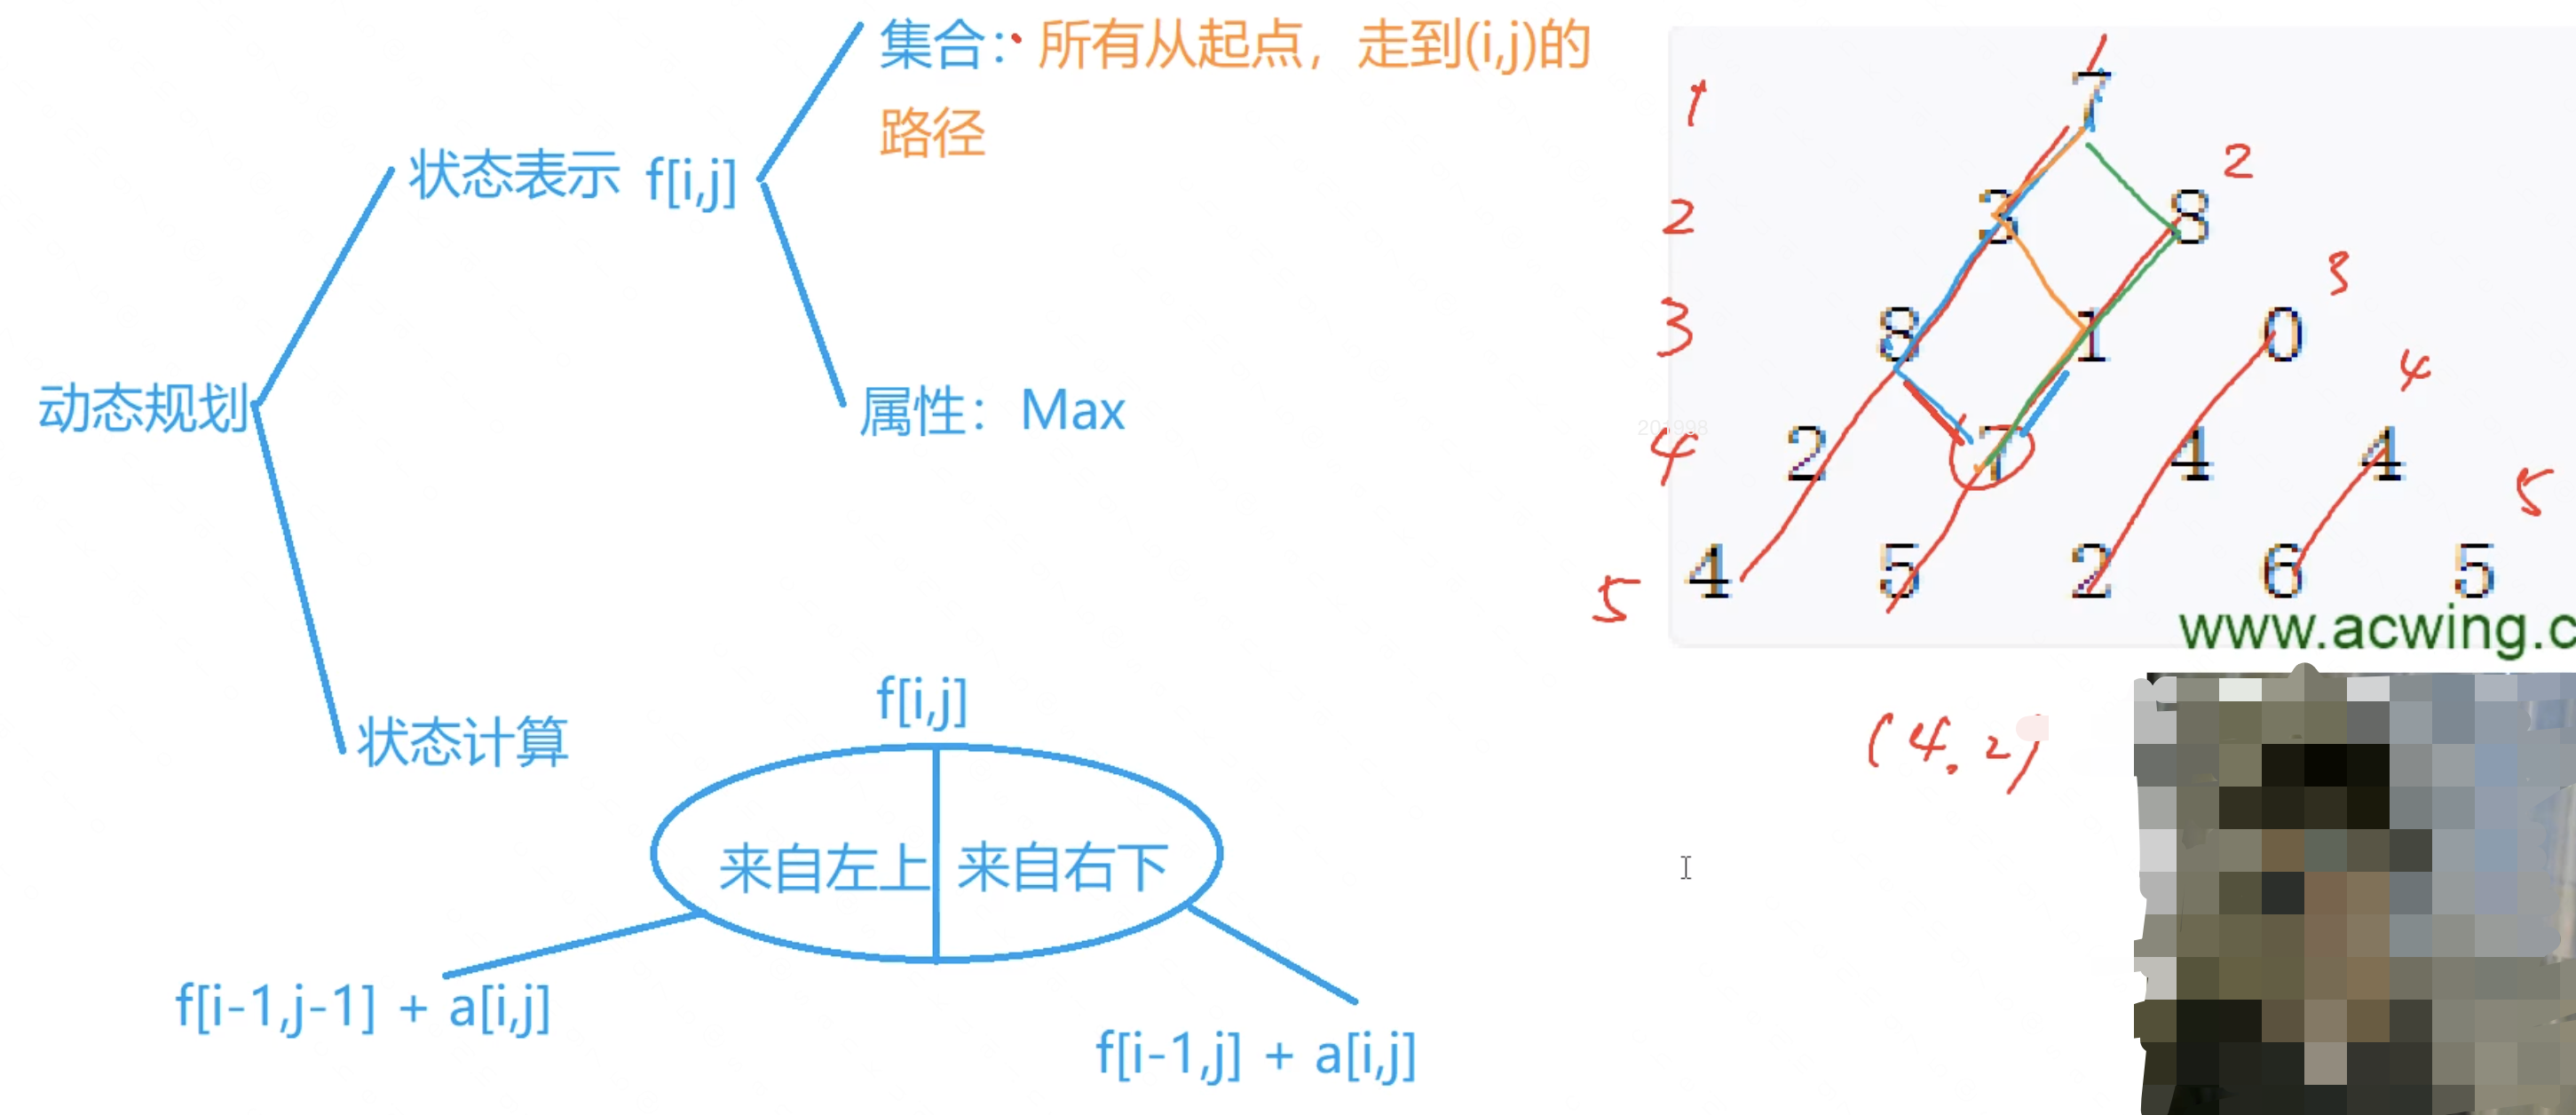 集合：所有从起点，走到(i,j)的
路径
状态表示 f[i,j]
动态规划
属性：Max
状态计算
f[i,j]
来自左上 来自右下
f[i-1,j-1] + a[i,j]
f[i-1,j] + a[i,j]
1
1 7
2 3 8 2
3 8 1 0 3
4 2 7 4 4 4
5 4 5 2 6 5 5
201998
www.acwing.c
(4.2)